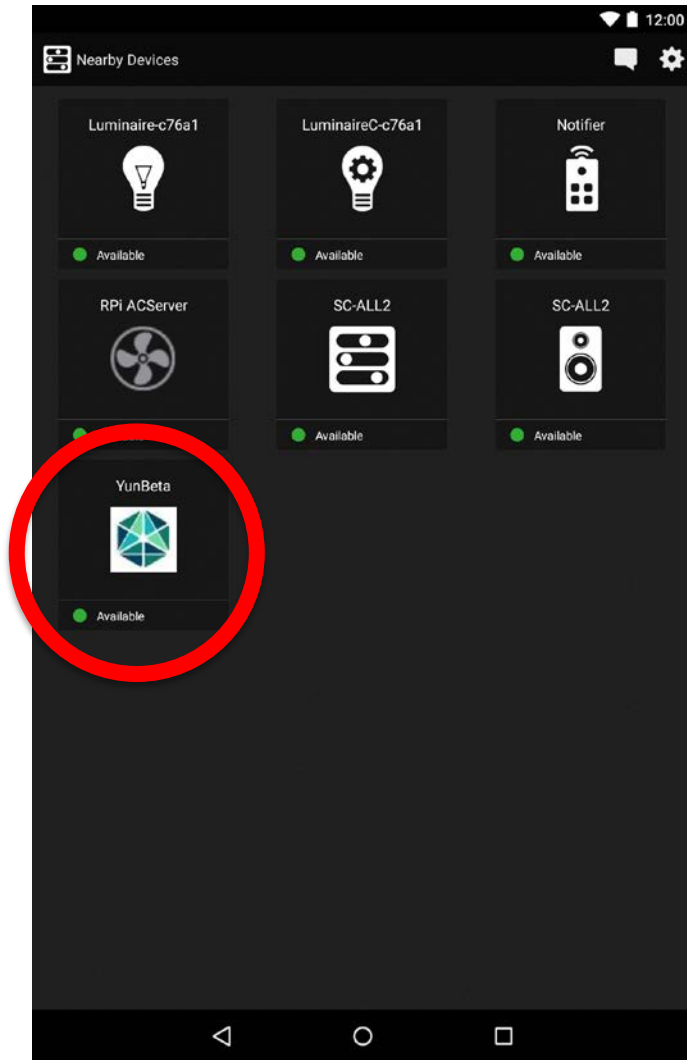 12:00
Nearby Devices
Luminaire-c76a1
LuminaireC-c76a1
Notifier
Available
Available
Available
RPi ACServer
SC-ALL2
SC-ALL2
Available
Available
YunBeta
Available